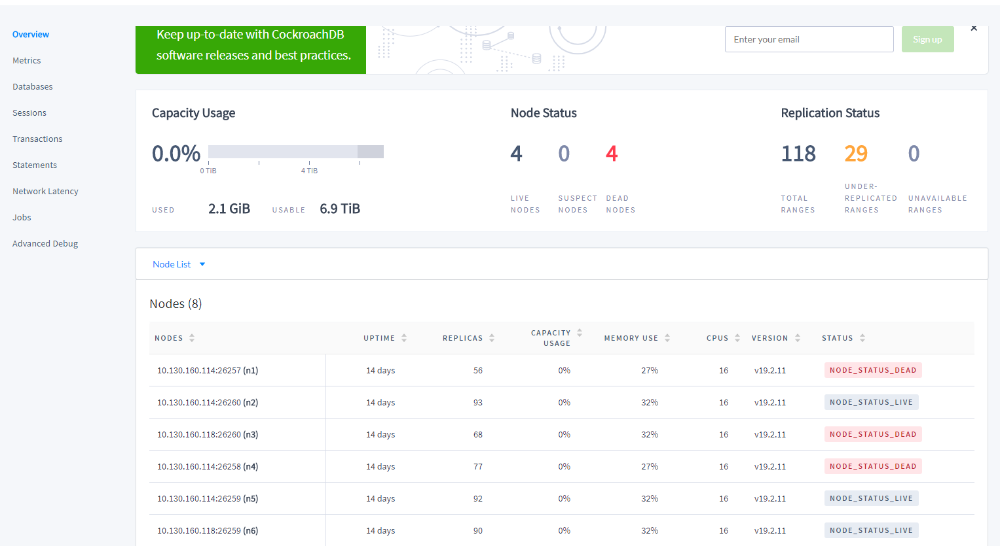 Overview
Metrics
Databases
Sessions
Transactions
Statements
Network Latency
Jobs
Advanced Debug
Keep up-to-date with CockroachDB
software releases and best practices.
Enter your email
Sign up
Capacity Usage
0.0%
0 TiB
4 TiB
USED 2.1 GiB USABLE 6.9 TiB
Node Status
4 0 4
LIVE
NODES
SUSPECT
NODES
DEAD
NODES
Replication Status
118 29 0
TOTAL
RANGES
UNDER-
REPLICATED
RANGES
UNAVAILABLE
RANGES
Node List
Nodes (8)
NODES UPTIME REPLICAS CAPACITY USAGE MEMORY USE CPUS VERSION STATUS
10.130.160.114:26257 (n1) 14 days 56 0% 27% 16 v19.2.11 NODE_STATUS_DEAD
10.130.160.114:26260 (n2) 14 days 93 0% 32% 16 v19.2.11 NODE_STATUS_LIVE
10.130.160.118:26260 (n3) 14 days 68 0% 32% 16 v19.2.11 NODE_STATUS_DEAD
10.130.160.114:26258 (n4) 14 days 77 0% 27% 16 v19.2.11 NODE_STATUS_DEAD
10.130.160.114:26259 (n5) 14 days 92 0% 32% 16 v19.2.11 NODE_STATUS_LIVE
10.130.160.118:26259 (n6) 14 days 90 0% 32% 16 v19.2.11 NODE_STATUS_LIVE